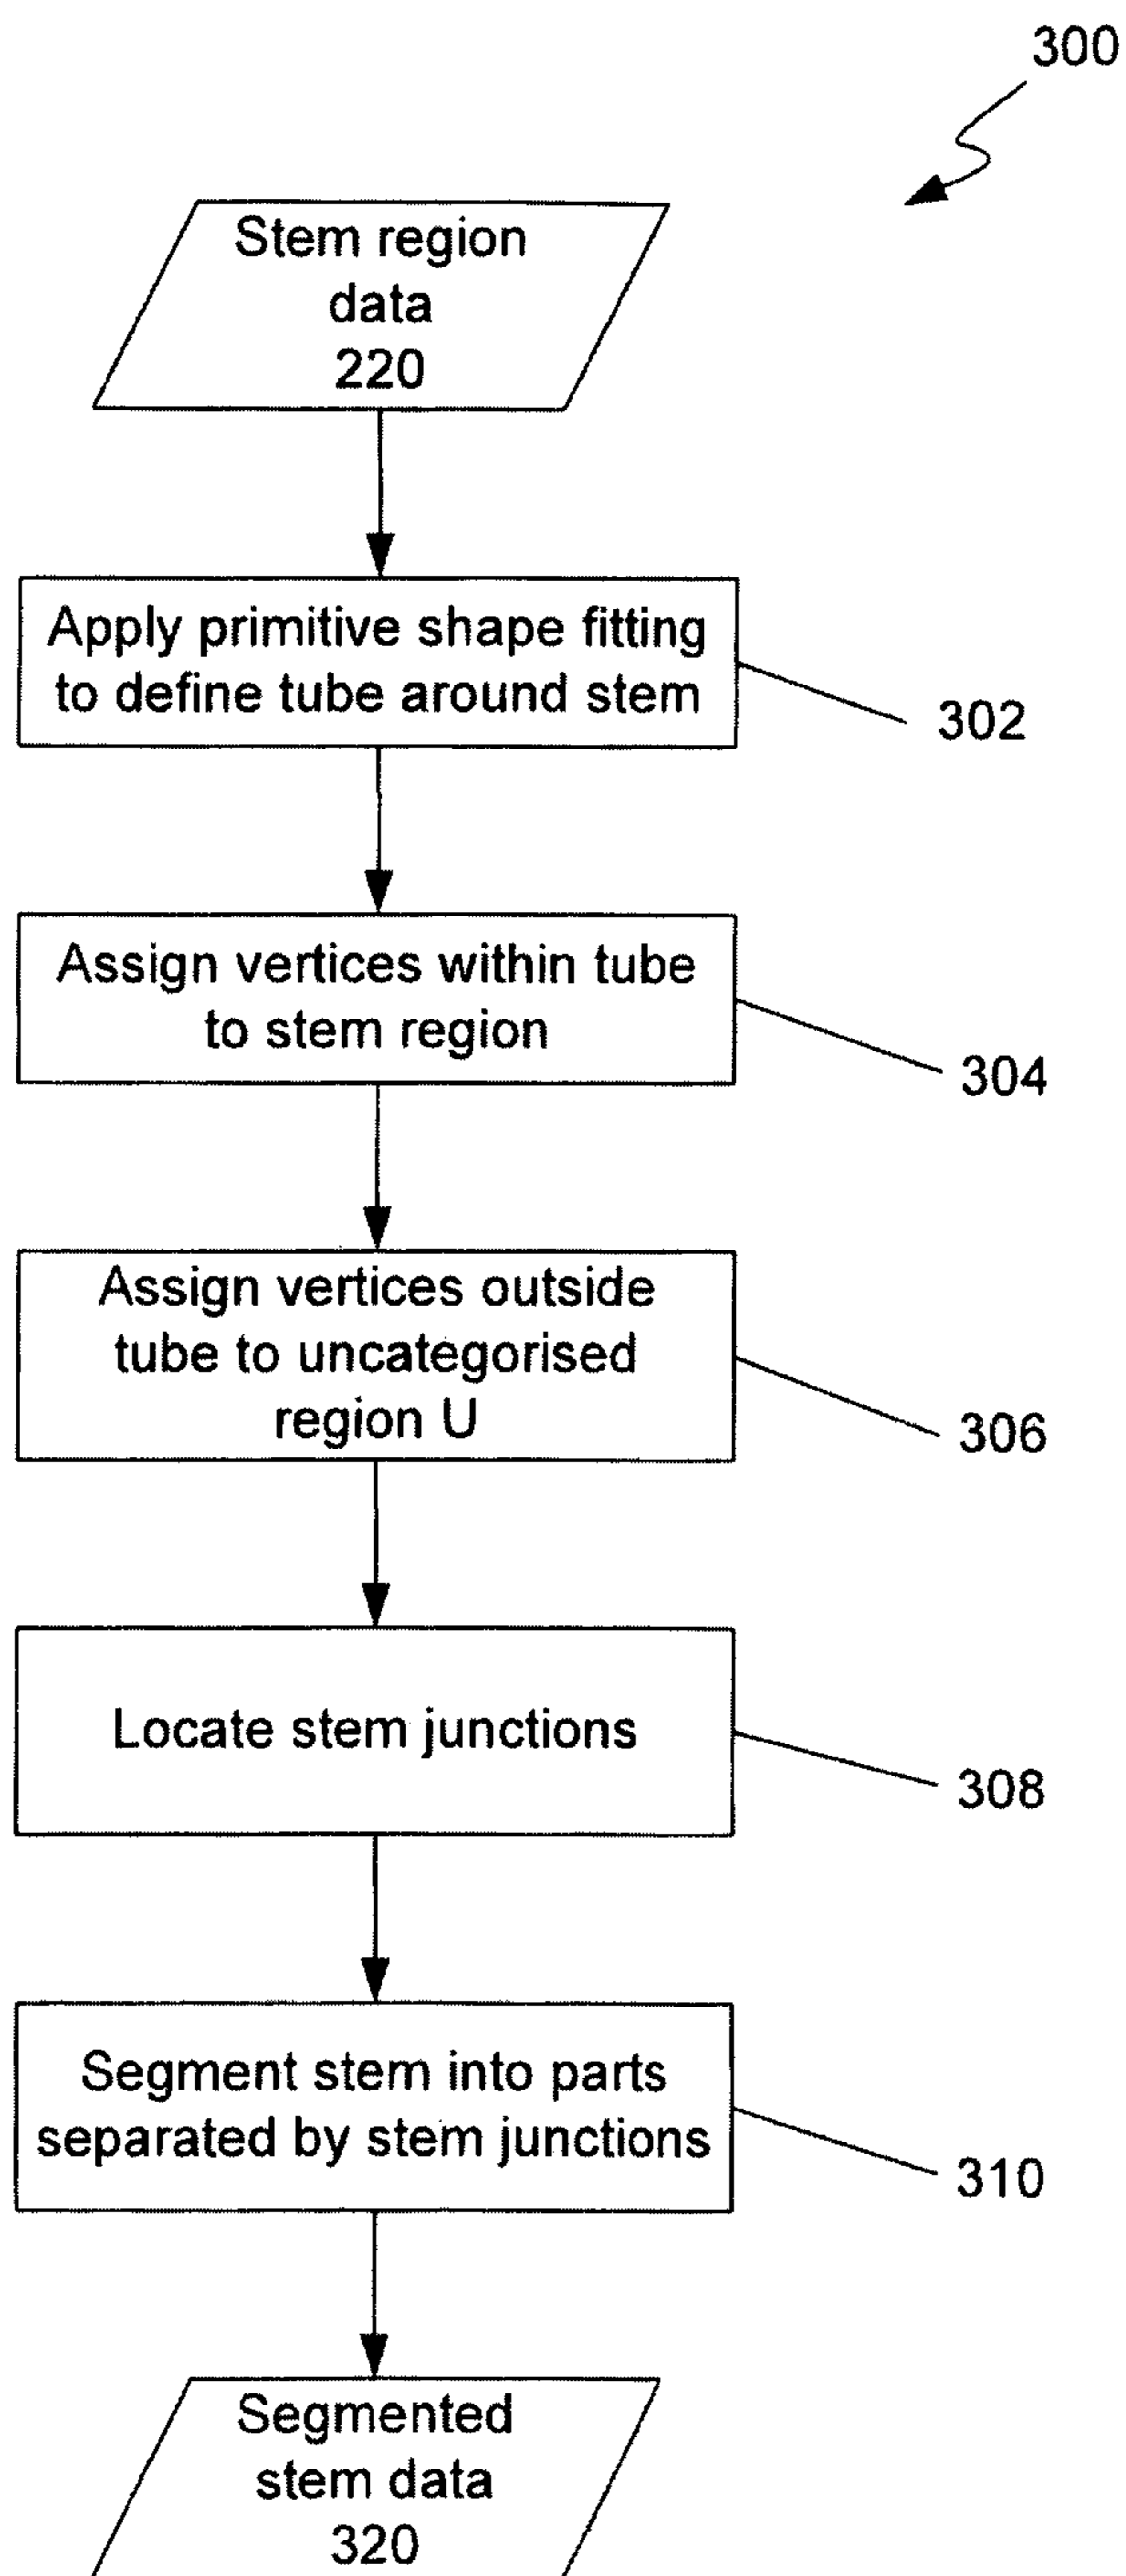 300
Stem region
data
220
Apply primitive shape fitting
to define tube around stem
302
Assign vertices within tube
to stem region
304
Assign vertices outside
tube to uncategorised
region U
306
Locate stem junctions
308
Segment stem into parts
separated by stem junctions
310
Segmented
stem data
320